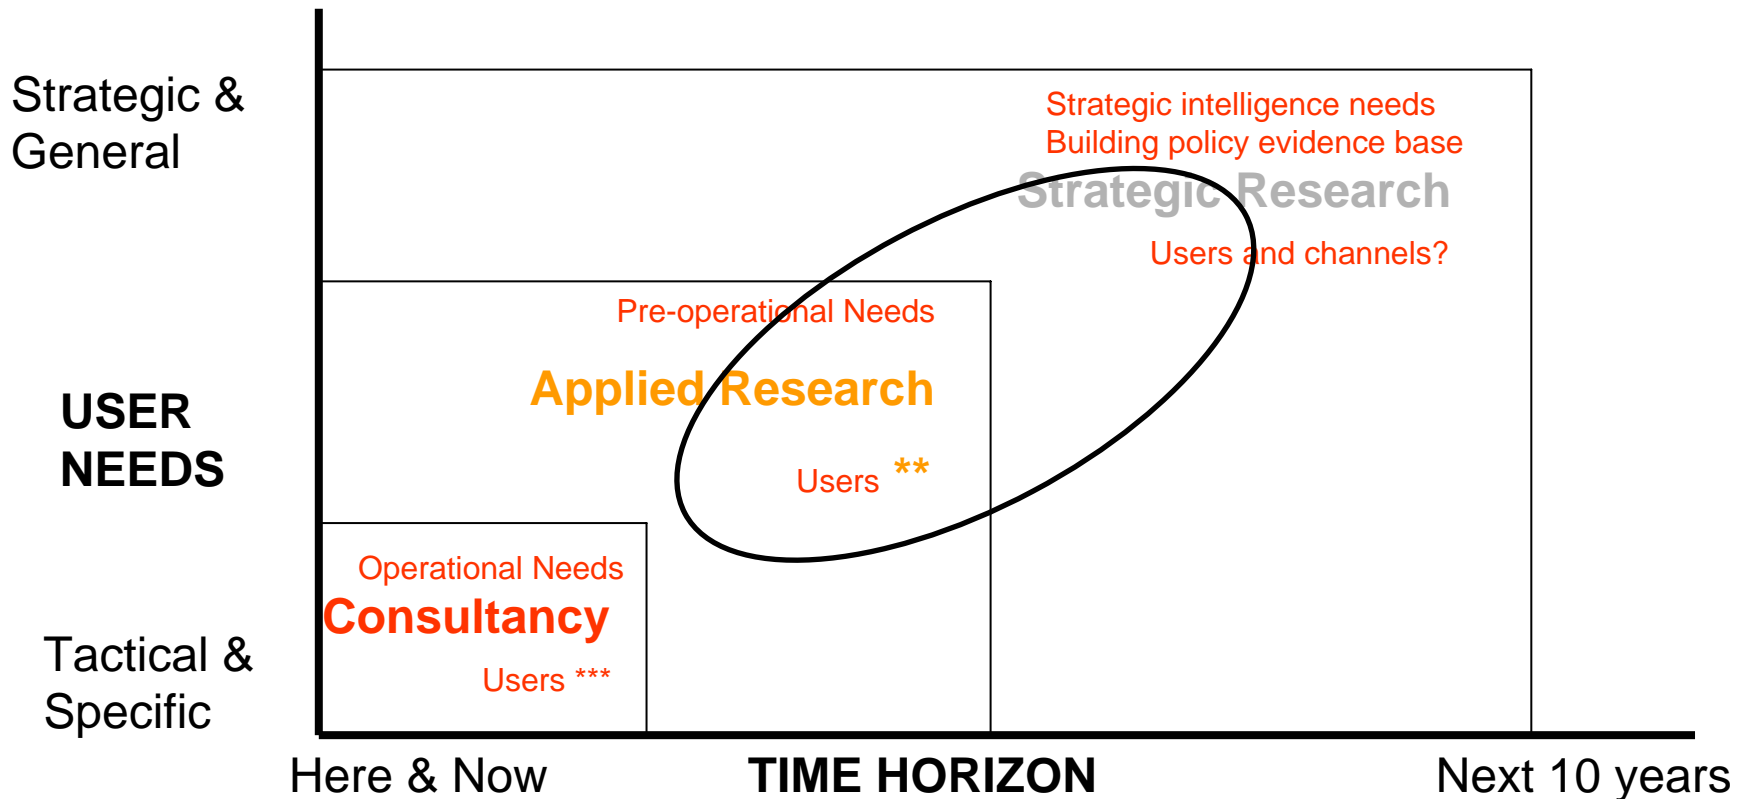 Strategic &
General
Strategic intelligence needs
Building policy evidence base
Strategic Research
Users and channels?
Pre-operational Needs
Applied Research
Users **
USER
NEEDS
Operational Needs
Consultancy
Users ***
Tactical &
Specific
Here & Now
TIME HORIZON
Next 10 years